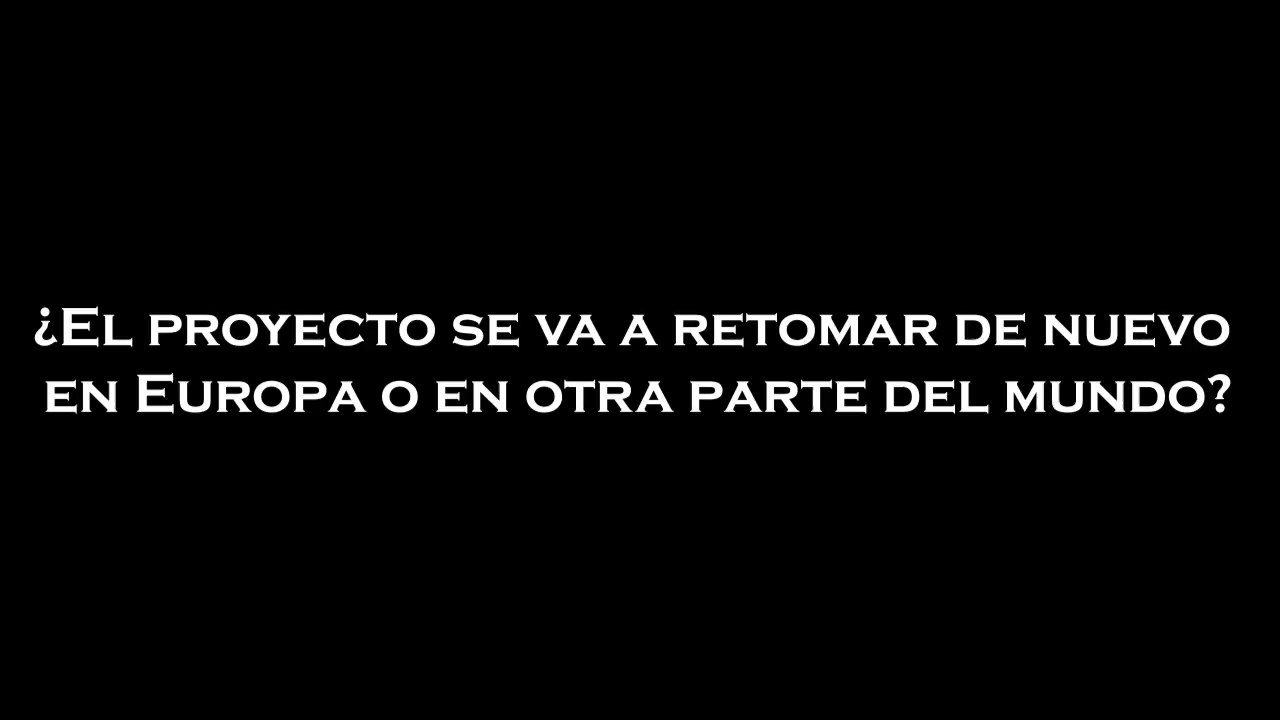 ¿El proyecto se va a retomar de nuevo
en Europa o en otra parte del mundo?